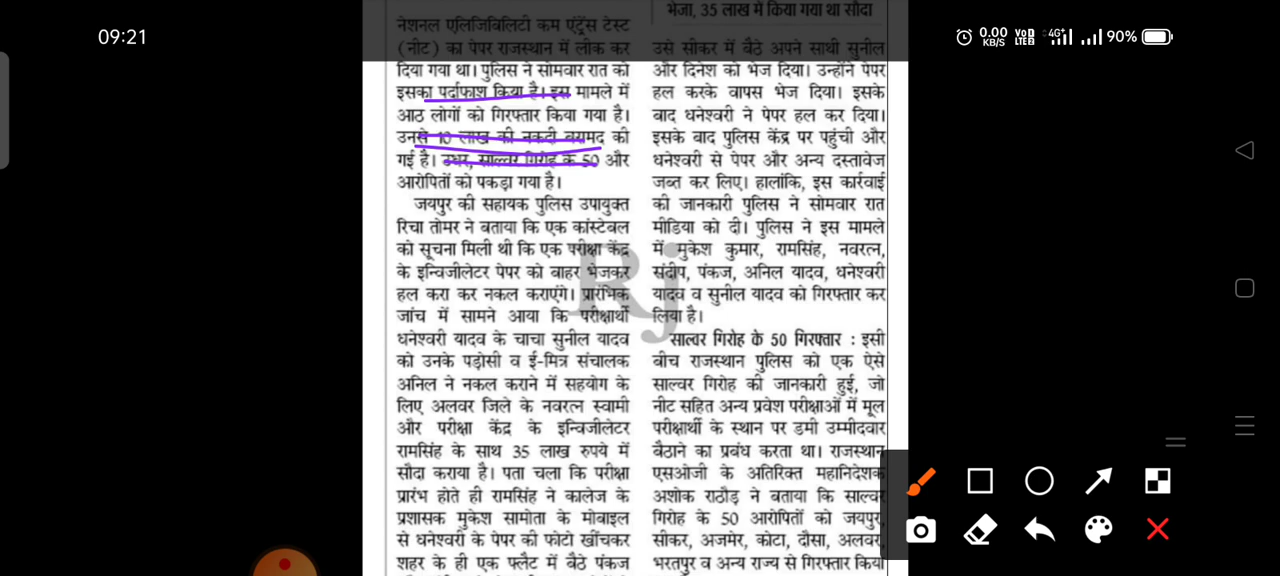 09:21
0.00 KB/S
VoD LTE2
4G+
90%
नेशनल एलिजिबिलिटी कम एंट्रेंस टेस्ट
(नीट) का पेपर राजस्थान में लीक कर
दिया गया था। पुलिस ने सोमवार रात को
इसका पर्दाफाश किया है। इस मामले में
आठ लोगों को गिरफ्तार किया गया है।
उनसे 10 लाख की नकदी बरामद की
गई है। उधर, साल्वर गिरोह के 50 और
आरोपितों को पकड़ा गया है।
जयपुर की सहायक पुलिस उपायुक्त
रिचा तोमर ने बताया कि एक कांस्टेबल
को सूचना मिली थी कि एक परीक्षा केंद्र
के इन्विजीलेटर पेपर को बाहर भेजकर
हल करा कर नकल कराएंगे। प्रारंभिक
जांच में सामने आया कि परीक्षार्थी
धनेश्वरी यादव के चाचा सुनील यादव
को उनके पड़ोसी व ई-मित्र संचालक
अनिल ने नकल कराने में सहयोग के
लिए अलवर जिले के नवरत्न स्वामी
और परीक्षा केंद्र के इन्विजीलेटर
रामसिंह के साथ 35 लाख रुपये में
सौदा कराया है। पता चला कि परीक्षा
प्रारंभ होते ही रामसिंह ने कालेज के
प्रशासक मुकेश सामोता के मोबाइल
से धनेश्वरी के पेपर की फोटो खींचकर
शहर के ही एक फ्लैट में बैठे पंकज
भेजा, 35 लाख में किया गया था सौदा
उसे सीकर में बैठे अपने साथी सुनील
और दिनेश को भेज दिया। उन्होंने पेपर
हल करके वापस भेज दिया। इसके
बाद धनेश्वरी ने पेपर हल कर दिया।
इसके बाद पुलिस केंद्र पर पहुंची और
धनेश्वरी से पेपर और अन्य दस्तावेज
जब्त कर लिए। हालांकि, इस कार्रवाई
की जानकारी पुलिस ने सोमवार रात
मीडिया को दी। पुलिस ने इस मामले
में मुकेश कुमार, रामसिंह, नवरत्न,
संदीप, पंकज, अनिल यादव, धनेश्वरी
यादव व सुनील यादव को गिरफ्तार कर
लिया है।
साल्वर गिरोह के 50 गिरफ्तार : इसी
बीच राजस्थान पुलिस को एक ऐसे
साल्वर गिरोह की जानकारी हुई, जो
नीट सहित अन्य प्रवेश परीक्षाओं में मूल
परीक्षार्थी के स्थान पर डमी उम्मीदवार
बैठाने का प्रबंध करता था। राजस्थान
एसओजी के अतिरिक्त महानिदेशक
अशोक राठौड़ ने बताया कि साल्वर
गिरोह के 50 आरोपितों को जयपुर,
सीकर, अजमेर, कोटा, दौसा, अलवर,
भरतपुर व अन्य राज्य से गिरफ्तार किया
Rj